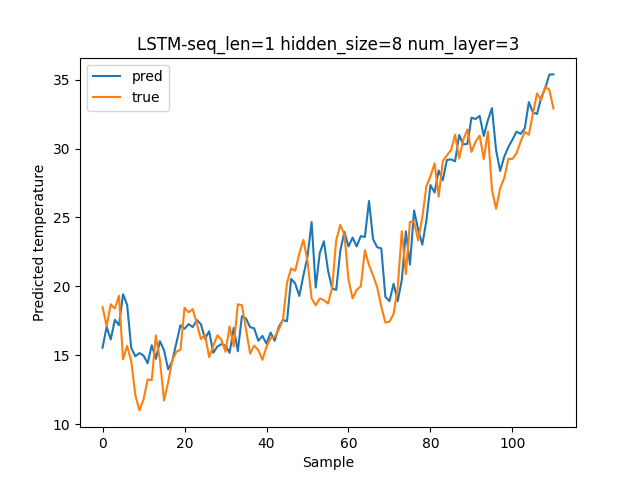 LSTM-seq_len=1 hidden_size=8 num_layer=3
pred
true
Predicted temperature
35
30
25
20
15
10
0 20 40 60 80 100
Sample